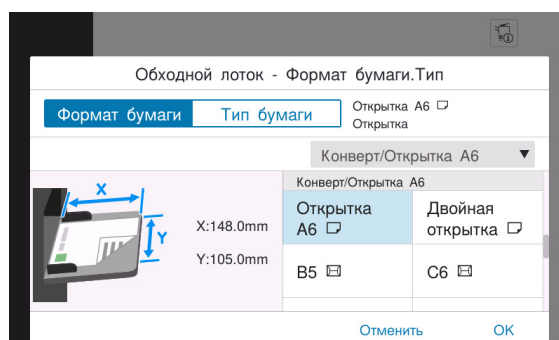 Обходной лоток - Формат бумаги.Тип
Формат бумаги
Тип бумаги
Открытка A6
Открытка
Конверт/Открытка A6
Конверт/Открытка A6
X
Y
X:148.0mm
Y:105.0mm
Открытка
A6
Двойная
открытка
B5
C6
Отменить
OK